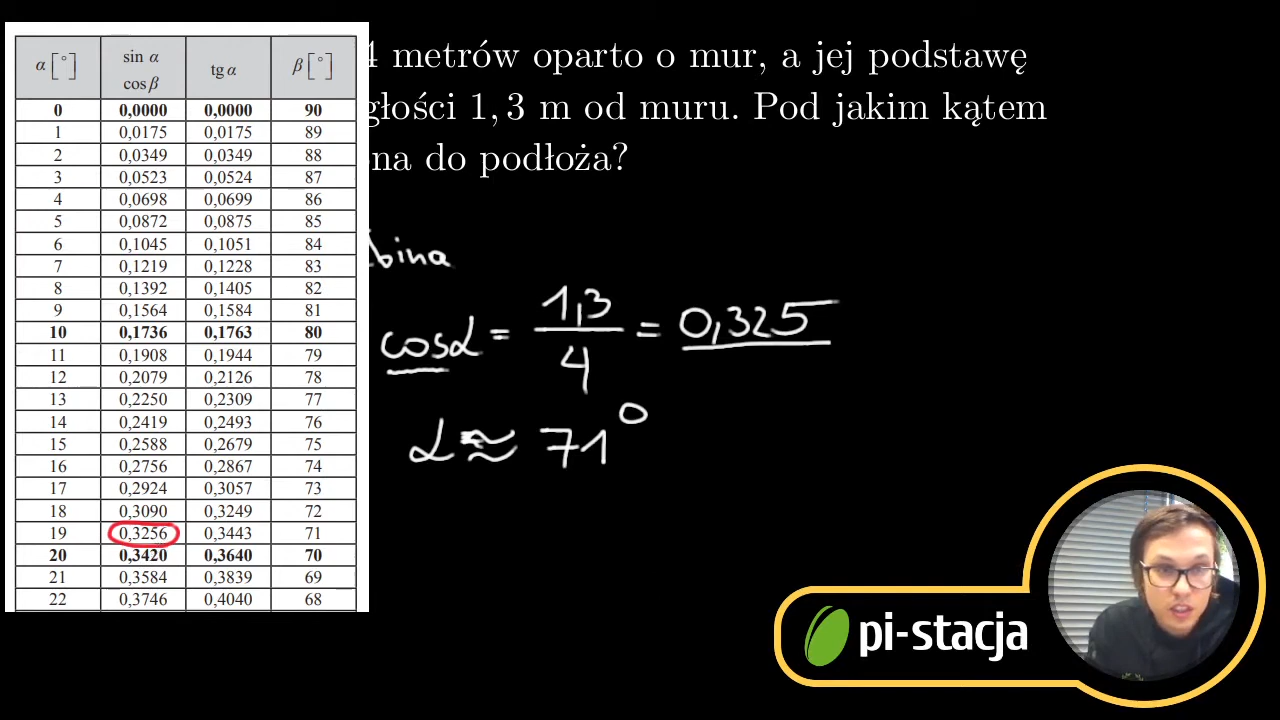 α [°] sin α cos β tg α β [°]
0 0,0000 0,0000 90
1 0,0175 0,0175 89
2 0,0349 0,0349 88
3 0,0523 0,0524 87
4 0,0698 0,0699 86
5 0,0872 0,0875 85
6 0,1045 0,1051 84
7 0,1219 0,1228 83
8 0,1392 0,1405 82
9 0,1564 0,1584 81
10 0,1736 0,1763 80
11 0,1908 0,1944 79
12 0,2079 0,2126 78
13 0,2250 0,2309 77
14 0,2419 0,2493 76
15 0,2588 0,2679 75
16 0,2756 0,2867 74
17 0,2924 0,3057 73
18 0,3090 0,3249 72
19 0,3256 0,3443 71
20 0,3420 0,3640 70
21 0,3584 0,3839 69
22 0,3746 0,4040 68
4 metrów oparto o mur, a jej podstawę
głości 1,3 m od muru. Pod jakim kątem
na do podłoża?
bina
cosα = 1,3/4 = 0,325
α ≈ 71°
pi-stacja